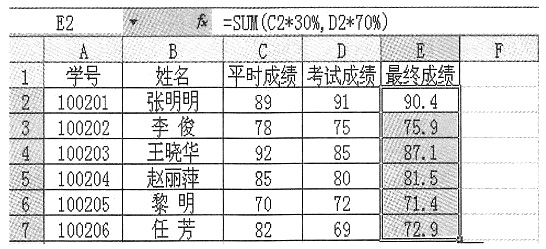 E2 fx =SUM(C2*30%,D2*70%)
A B C D E F
1 学号 姓名 平时成绩 考试成绩 最终成绩
2 100201 张明明 89 91 90.4
3 100202 李 俊 78 75 75.9
4 100203 王晓华 92 85 87.1
5 100204 赵丽萍 85 80 81.5
6 100205 黎 明 70 72 71.4
7 100206 任 芳 82 69 72.9